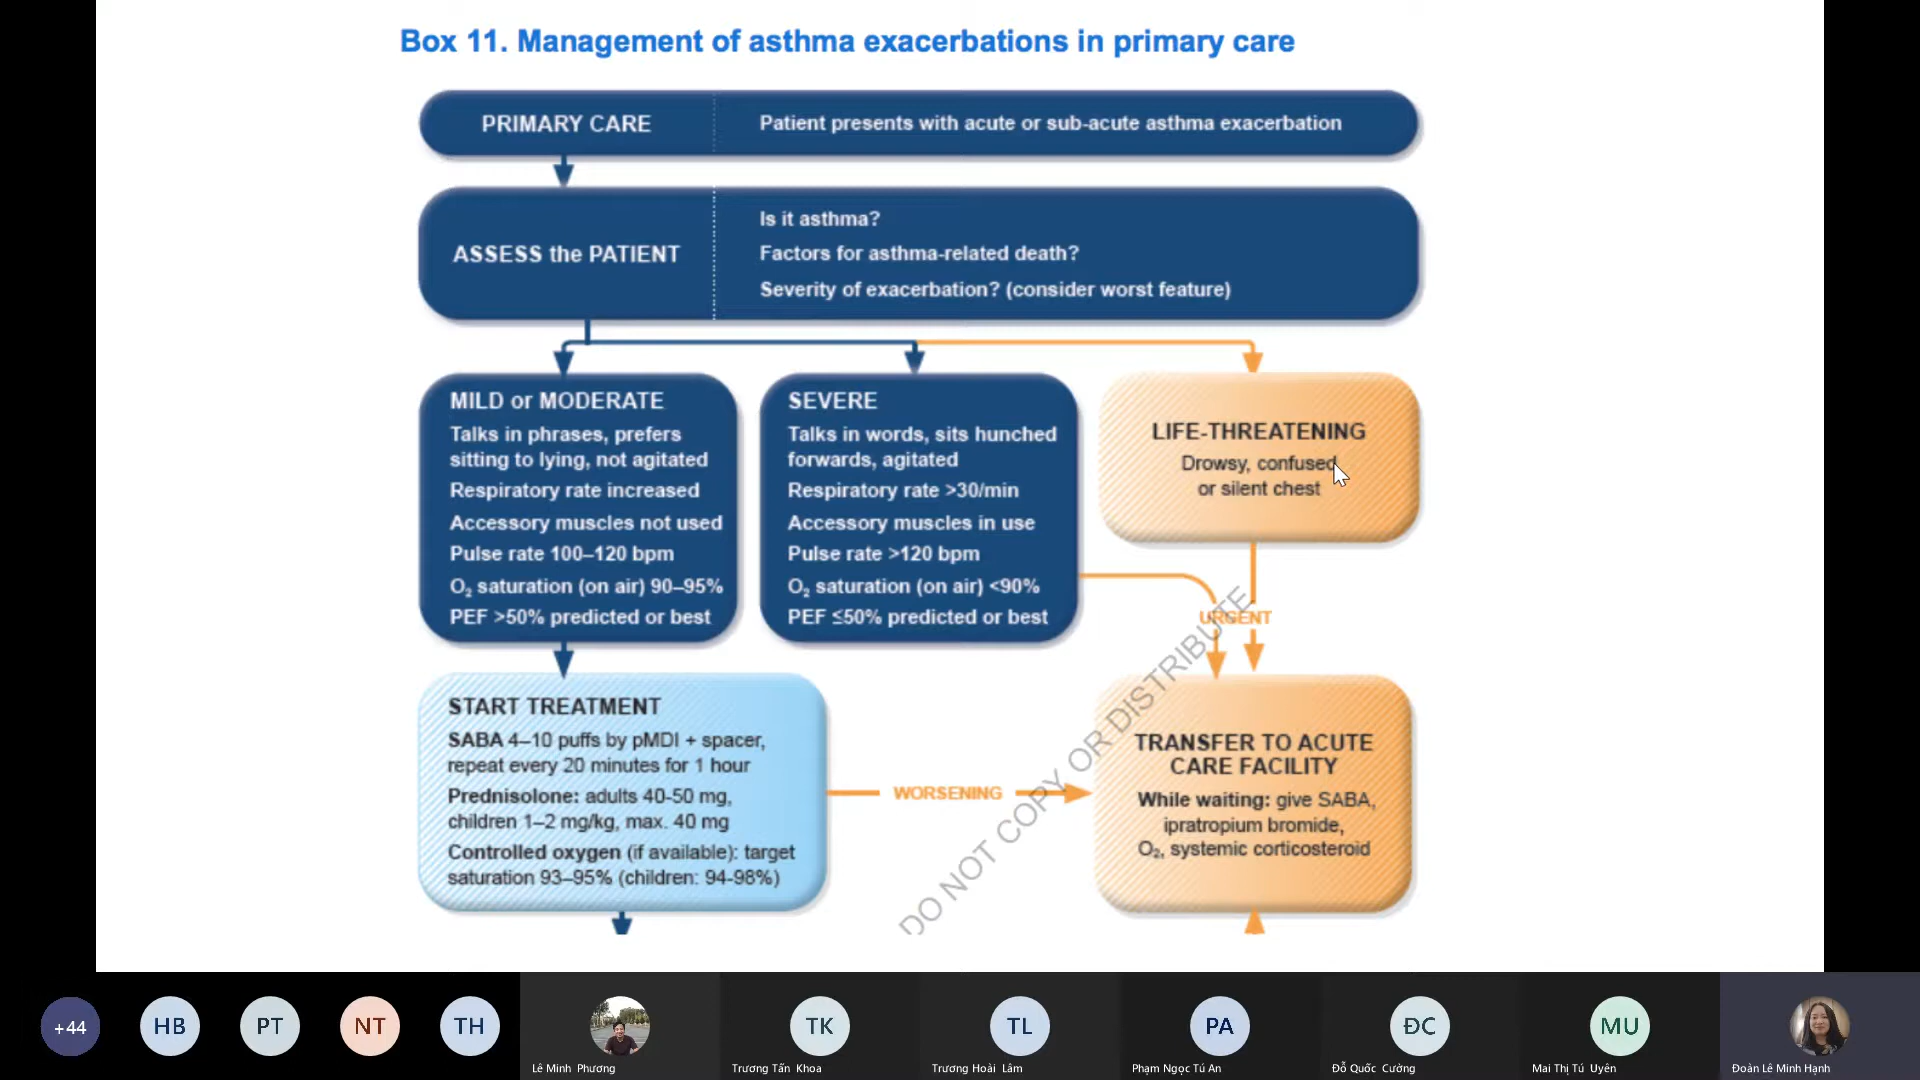 Box 11. Management of asthma exacerbations in primary care
PRIMARY CARE
Patient presents with acute or sub-acute asthma exacerbation
ASSESS the PATIENT
Is it asthma?
Factors for asthma-related death?
Severity of exacerbation? (consider worst feature)
MILD or MODERATE
Talks in phrases, prefers
sitting to lying, not agitated
Respiratory rate increased
Accessory muscles not used
Pulse rate 100–120 bpm
O₂ saturation (on air) 90–95%
PEF >50% predicted or best
SEVERE
Talks in words, sits hunched
forwards, agitated
Respiratory rate >30/min
Accessory muscles in use
Pulse rate >120 bpm
O₂ saturation (on air) <90%
PEF ≤50% predicted or best
LIFE-THREATENING
Drowsy, confused
or silent chest
URGENT
START TREATMENT
SABA 4–10 puffs by pMDI + spacer,
repeat every 20 minutes for 1 hour
Prednisolone: adults 40-50 mg,
children 1–2 mg/kg, max. 40 mg
Controlled oxygen (if available): target
saturation 93–95% (children: 94-98%)
WORSENING
TRANSFER TO ACUTE
CARE FACILITY
While waiting: give SABA,
ipratropium bromide,
O₂, systemic corticosteroid
DO NOT COPY OR DISTRIBUTE
+44
HB
PT
NT
TH
Lê Minh Phương
TK
Trương Tấn Khoa
TL
Trương Hoài Lâm
PA
Phạm Ngọc Tú An
ĐC
Đỗ Quốc Cường
MU
Mai Thị Tú Uyên
Đoàn Lê Minh Hạnh